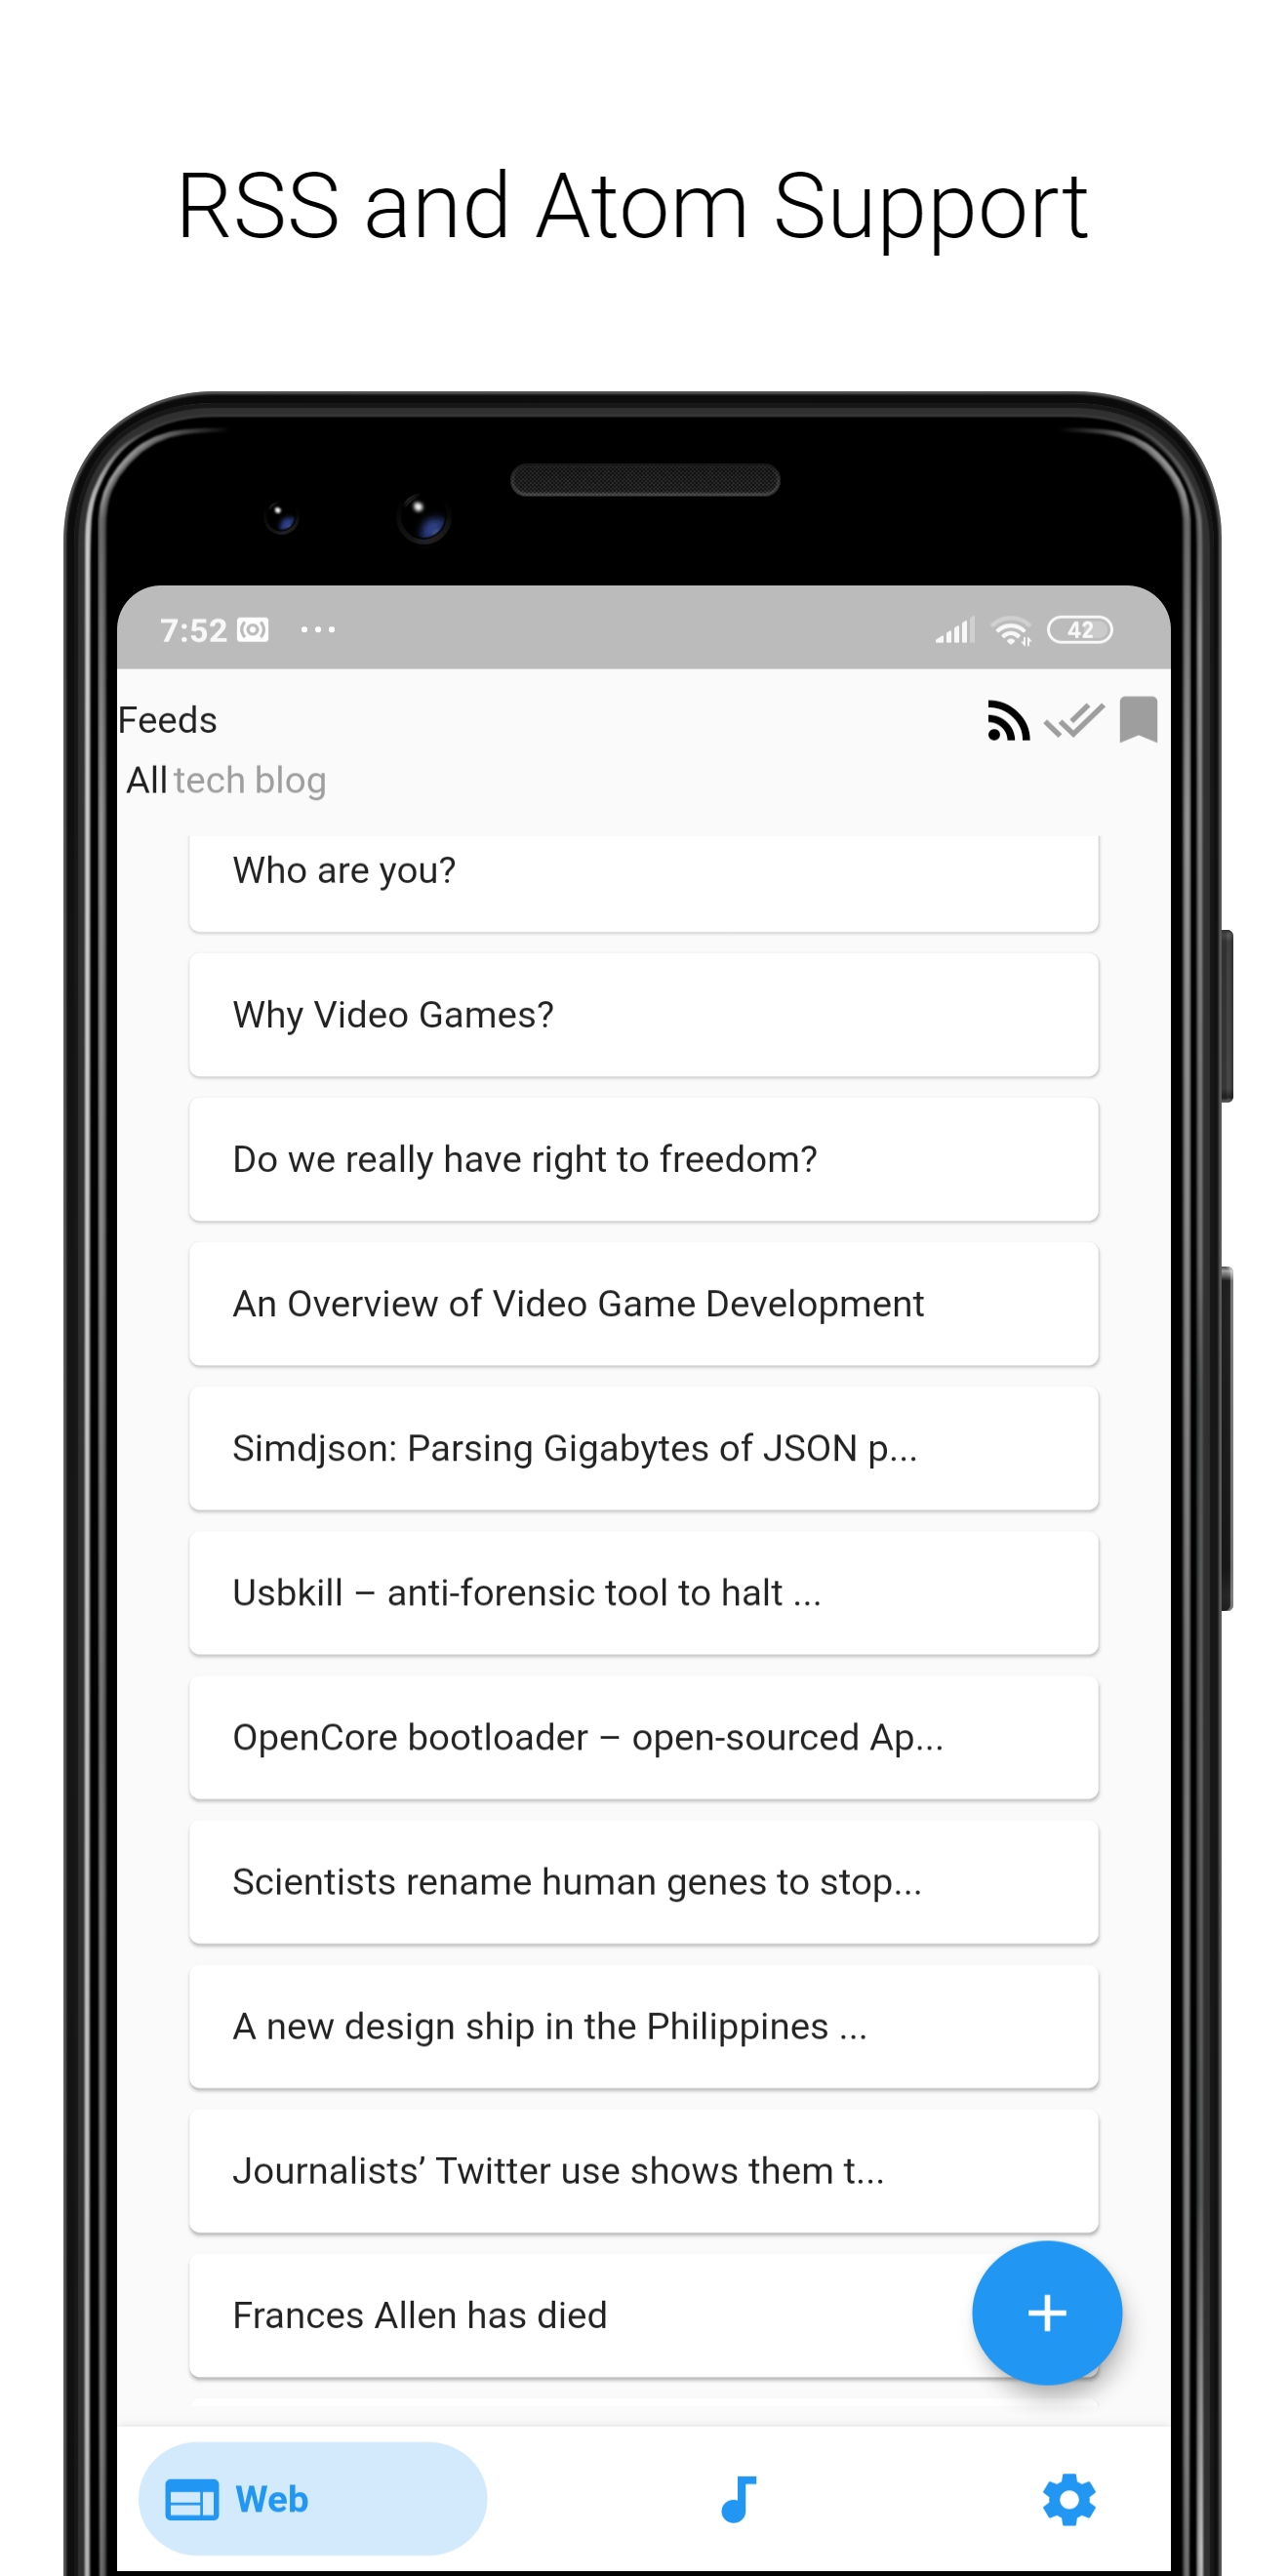 RSS and Atom Support
7:52 ... 42
Feeds
All tech blog
Who are you?
Why Video Games?
Do we really have right to freedom?
An Overview of Video Game Development
Simdjson: Parsing Gigabytes of JSON p...
Usbkill – anti-forensic tool to halt ...
OpenCore bootloader – open-sourced Ap...
Scientists rename human genes to stop...
A new design ship in the Philippines ...
Journalists’ Twitter use shows them t...
Frances Allen has died
Web